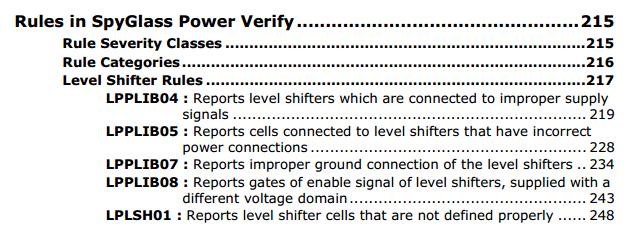 Rules in SpyGlass Power Verify..............................................215
Rule Severity Classes ...........................................................215
Rule Categories.....................................................................216
Level Shifter Rules.................................................................217
LPPLIB04 : Reports level shifters which are connected to improper supply
signals ......................................................................219
LPPLIB05 : Reports cells connected to level shifters that have incorrect
power connections.....................................................228
LPPLIB07 : Reports improper ground connection of the level shifters ..234
LPPLIB08 : Reports gates of enable signal of level shifters, supplied with a
different voltage domain.............................................243
LPLSH01 : Reports level shifter cells that are not defined properly ......248